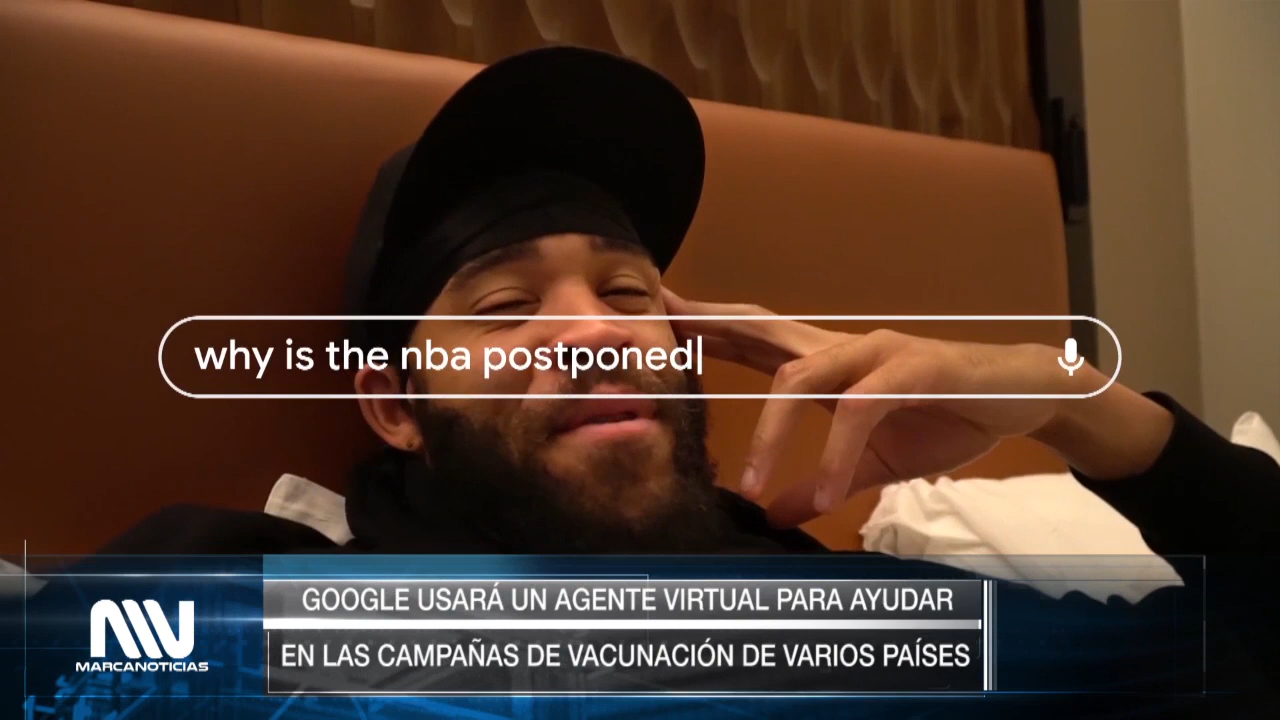 why is the nba postponed
GOOGLE USARÁ UN AGENTE VIRTUAL PARA AYUDAR
EN LAS CAMPAÑAS DE VACUNACIÓN DE VARIOS PAÍSES
MARCANOTICIAS